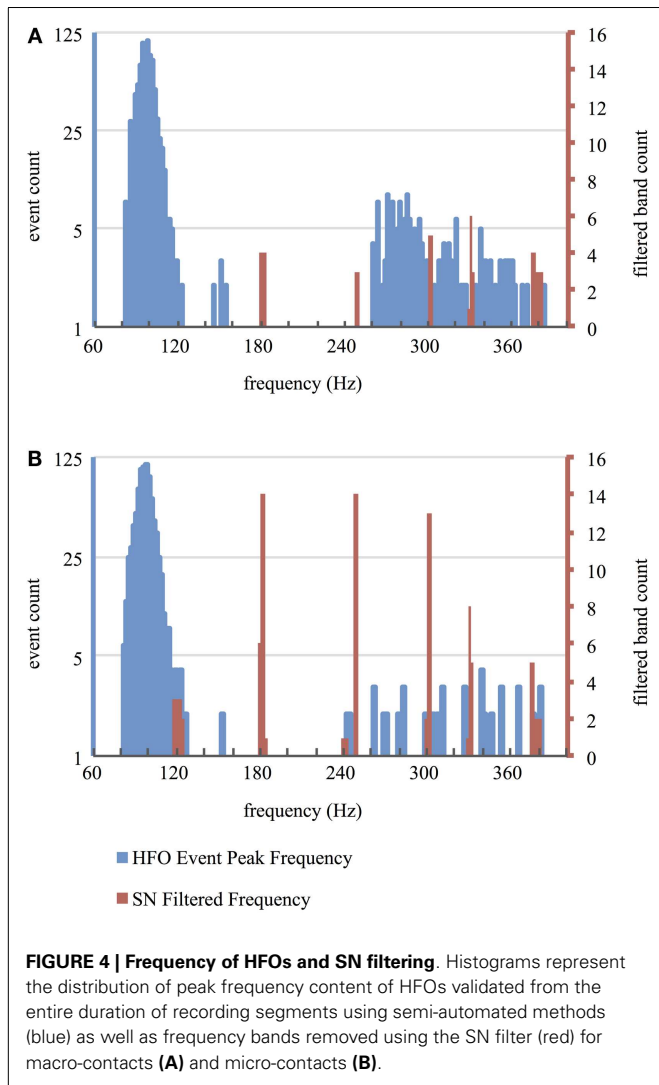 A
125
25
5
1
event count
16
14
12
10
8
6
4
2
0
filtered band count
60 120 180 240 300 360
frequency (Hz)
B
125
25
5
1
event count
16
14
12
10
8
6
4
2
0
filtered band count
60 120 180 240 300 360
frequency (Hz)
HFO Event Peak Frequency
SN Filtered Frequency
FIGURE 4 | Frequency of HFOs and SN filtering. Histograms represent
the distribution of peak frequency content of HFOs validated from the
entire duration of recording segments using semi-automated methods
(blue) as well as frequency bands removed using the SN filter (red) for
macro-contacts (A) and micro-contacts (B).